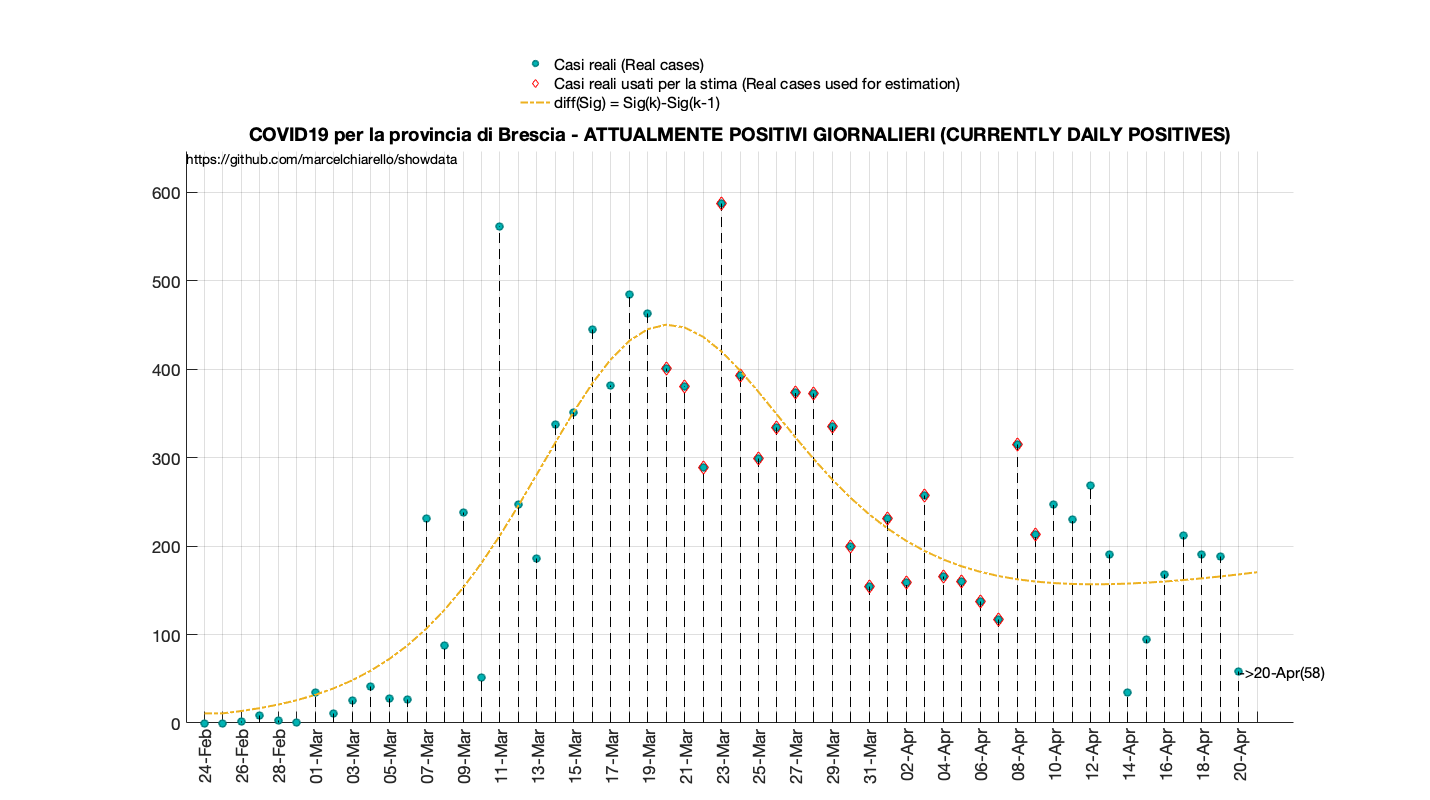 Casi reali (Real cases)
Casi reali usati per la stima (Real cases used for estimation)
diff(Sig) = Sig(k)-Sig(k-1)
COVID19 per la provincia di Brescia - ATTUALMENTE POSITIVI GIORNALIERI (CURRENTLY DAILY POSITIVES)
https://github.com/marcelchiarello/showdata
600
500
400
300
200
100
0
->20-Apr(58)
24-Feb
26-Feb
28-Feb
01-Mar
03-Mar
05-Mar
07-Mar
09-Mar
11-Mar
13-Mar
15-Mar
17-Mar
19-Mar
21-Mar
23-Mar
25-Mar
27-Mar
29-Mar
31-Mar
02-Apr
04-Apr
06-Apr
08-Apr
10-Apr
12-Apr
14-Apr
16-Apr
18-Apr
20-Apr